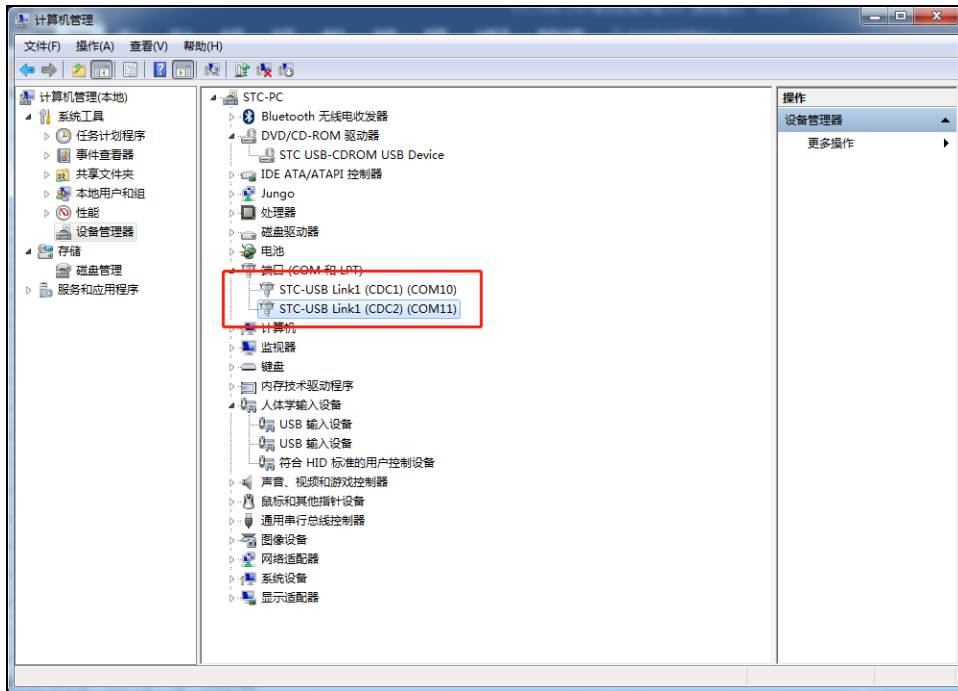 计算机管理
文件(F) 操作(A) 查看(V) 帮助(H)
计算机管理(本地)
系统工具
任务计划程序
事件查看器
共享文件夹
本地用户和组
性能
设备管理器
存储
磁盘管理
服务和应用程序
STC-PC
Bluetooth 无线电收发器
DVD/CD-ROM 驱动器
STC USB-CDROM USB Device
IDE ATA/ATAPI 控制器
Jungo
处理器
磁盘驱动器
电池
端口 (COM 和 LPT)
STC-USB Link1 (CDC1) (COM10)
STC-USB Link1 (CDC2) (COM11)
计算机
监视器
键盘
内存技术驱动程序
人体学输入设备
USB 输入设备
USB 输入设备
符合 HID 标准的用户控制设备
声音、视频和游戏控制器
鼠标和其他指针设备
通用串行总线控制器
图像设备
网络适配器
系统设备
显示适配器
操作
设备管理器
更多操作